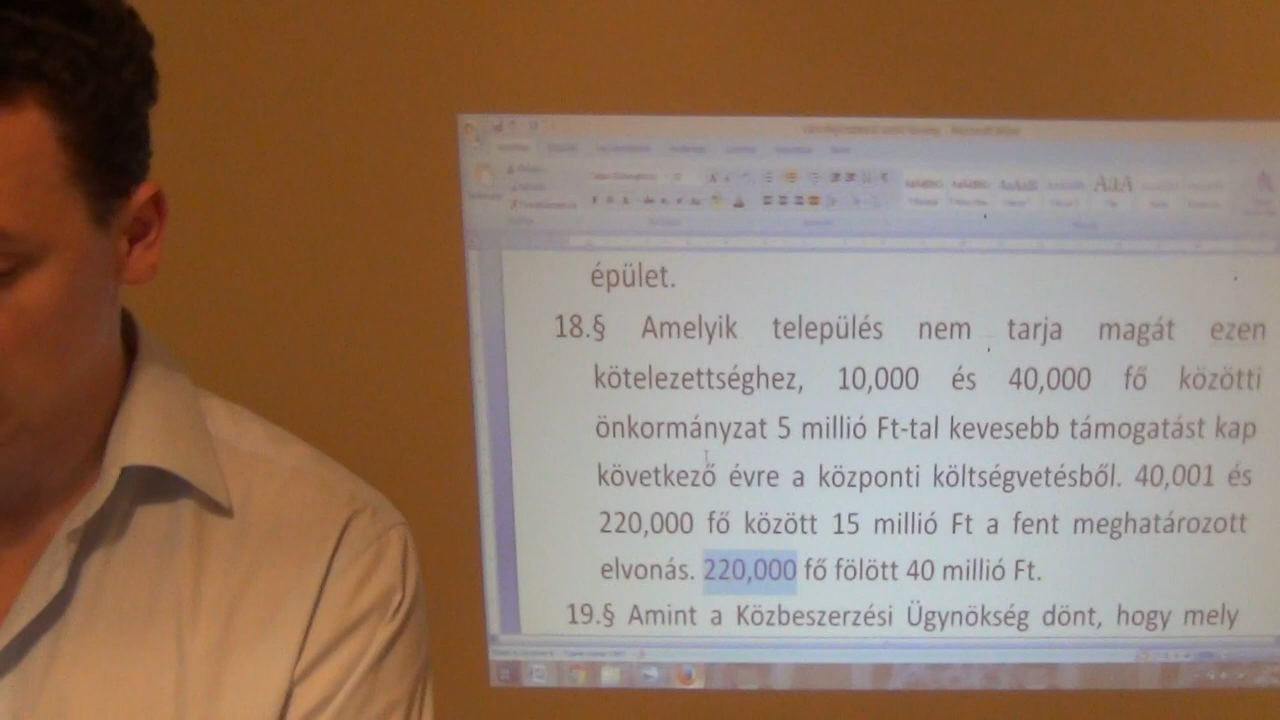 épület.
18.§ Amelyik település nem tarja magát ezen
kötelezettséghez, 10,000 és 40,000 fő közötti
önkormányzat 5 millió Ft-tal kevesebb támogatást kap
következő évre a központi költségvetésből. 40,001 és
220,000 fő között 15 millió Ft a fent meghatározott
elvonás. 220,000 fő fölött 40 millió Ft.
19.§ Amint a Közbeszerzési Ügynökség dönt, hogy mely